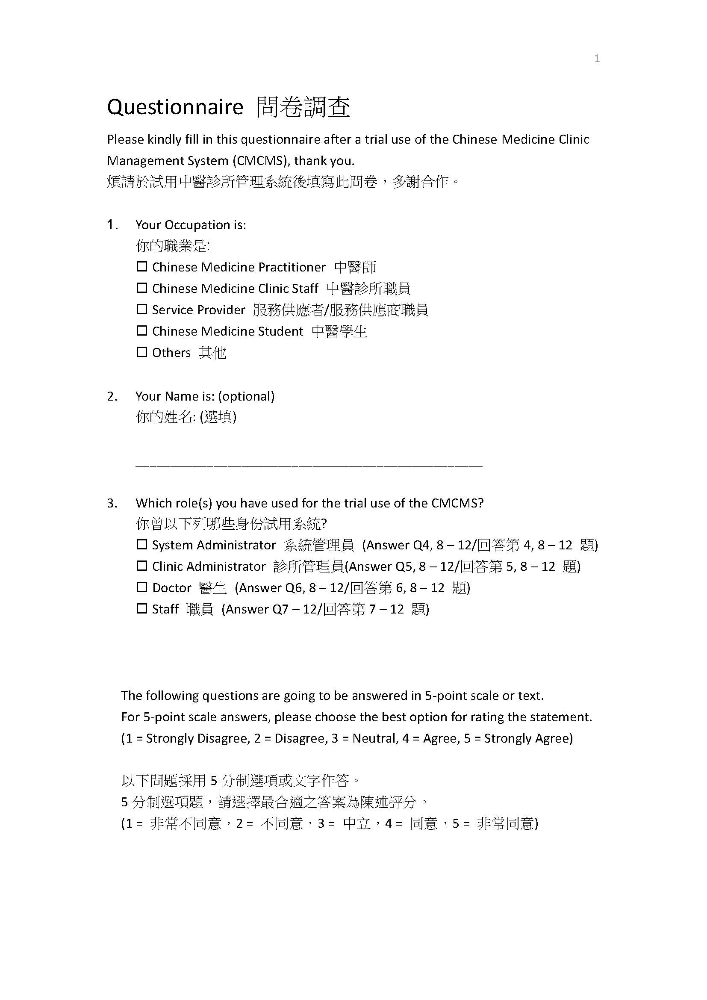 1
Questionnaire 問卷調查
Please kindly fill in this questionnaire after a trial use of the Chinese Medicine Clinic
Management System (CMCMS), thank you.
煩請於試用中醫診所管理系統後填寫此問卷，多謝合作。
1. Your Occupation is:
你的職業是:
☐ Chinese Medicine Practitioner 中醫師
☐ Chinese Medicine Clinic Staff 中醫診所職員
☐ Service Provider 服務供應者/服務供應商職員
☐ Chinese Medicine Student 中醫學生
☐ Others 其他
2. Your Name is: (optional)
你的姓名: (選填)
3. Which role(s) you have used for the trial use of the CMCMS?
你曾以下列哪些身份試用系統?
☐ System Administrator 系統管理員 (Answer Q4, 8 – 12/回答第 4, 8 – 12 題)
☐ Clinic Administrator 診所管理員(Answer Q5, 8 – 12/回答第 5, 8 – 12 題)
☐ Doctor 醫生 (Answer Q6, 8 – 12/回答第 6, 8 – 12 題)
☐ Staff 職員 (Answer Q7 – 12/回答第 7 – 12 題)
The following questions are going to be answered in 5-point scale or text.
For 5-point scale answers, please choose the best option for rating the statement.
(1 = Strongly Disagree, 2 = Disagree, 3 = Neutral, 4 = Agree, 5 = Strongly Agree)
以下問題採用 5 分制選項或文字作答。
5 分制選項題，請選擇最合適之答案為陳述評分。
(1 = 非常不同意，2 = 不同意，3 = 中立，4 = 同意，5 = 非常同意)